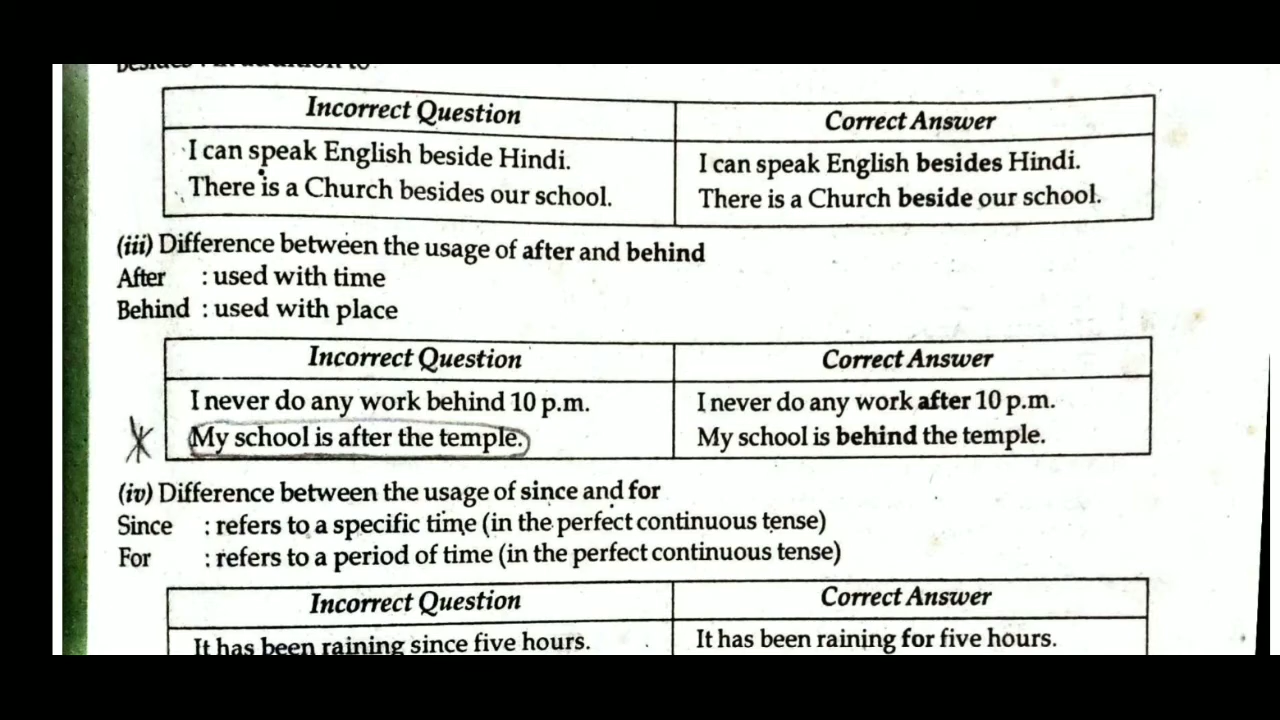 Besides : in addition to
Incorrect Question
Correct Answer
I can speak English beside Hindi.
I can speak English besides Hindi.
There is a Church besides our school.
There is a Church beside our school.
(iii) Difference between the usage of after and behind
After : used with time
Behind : used with place
Incorrect Question
Correct Answer
I never do any work behind 10 p.m.
I never do any work after 10 p.m.
My school is after the temple.
My school is behind the temple.
(iv) Difference between the usage of since and for
Since : refers to a specific time (in the perfect continuous tense)
For : refers to a period of time (in the perfect continuous tense)
Incorrect Question
Correct Answer
It has been raining since five hours.
It has been raining for five hours.